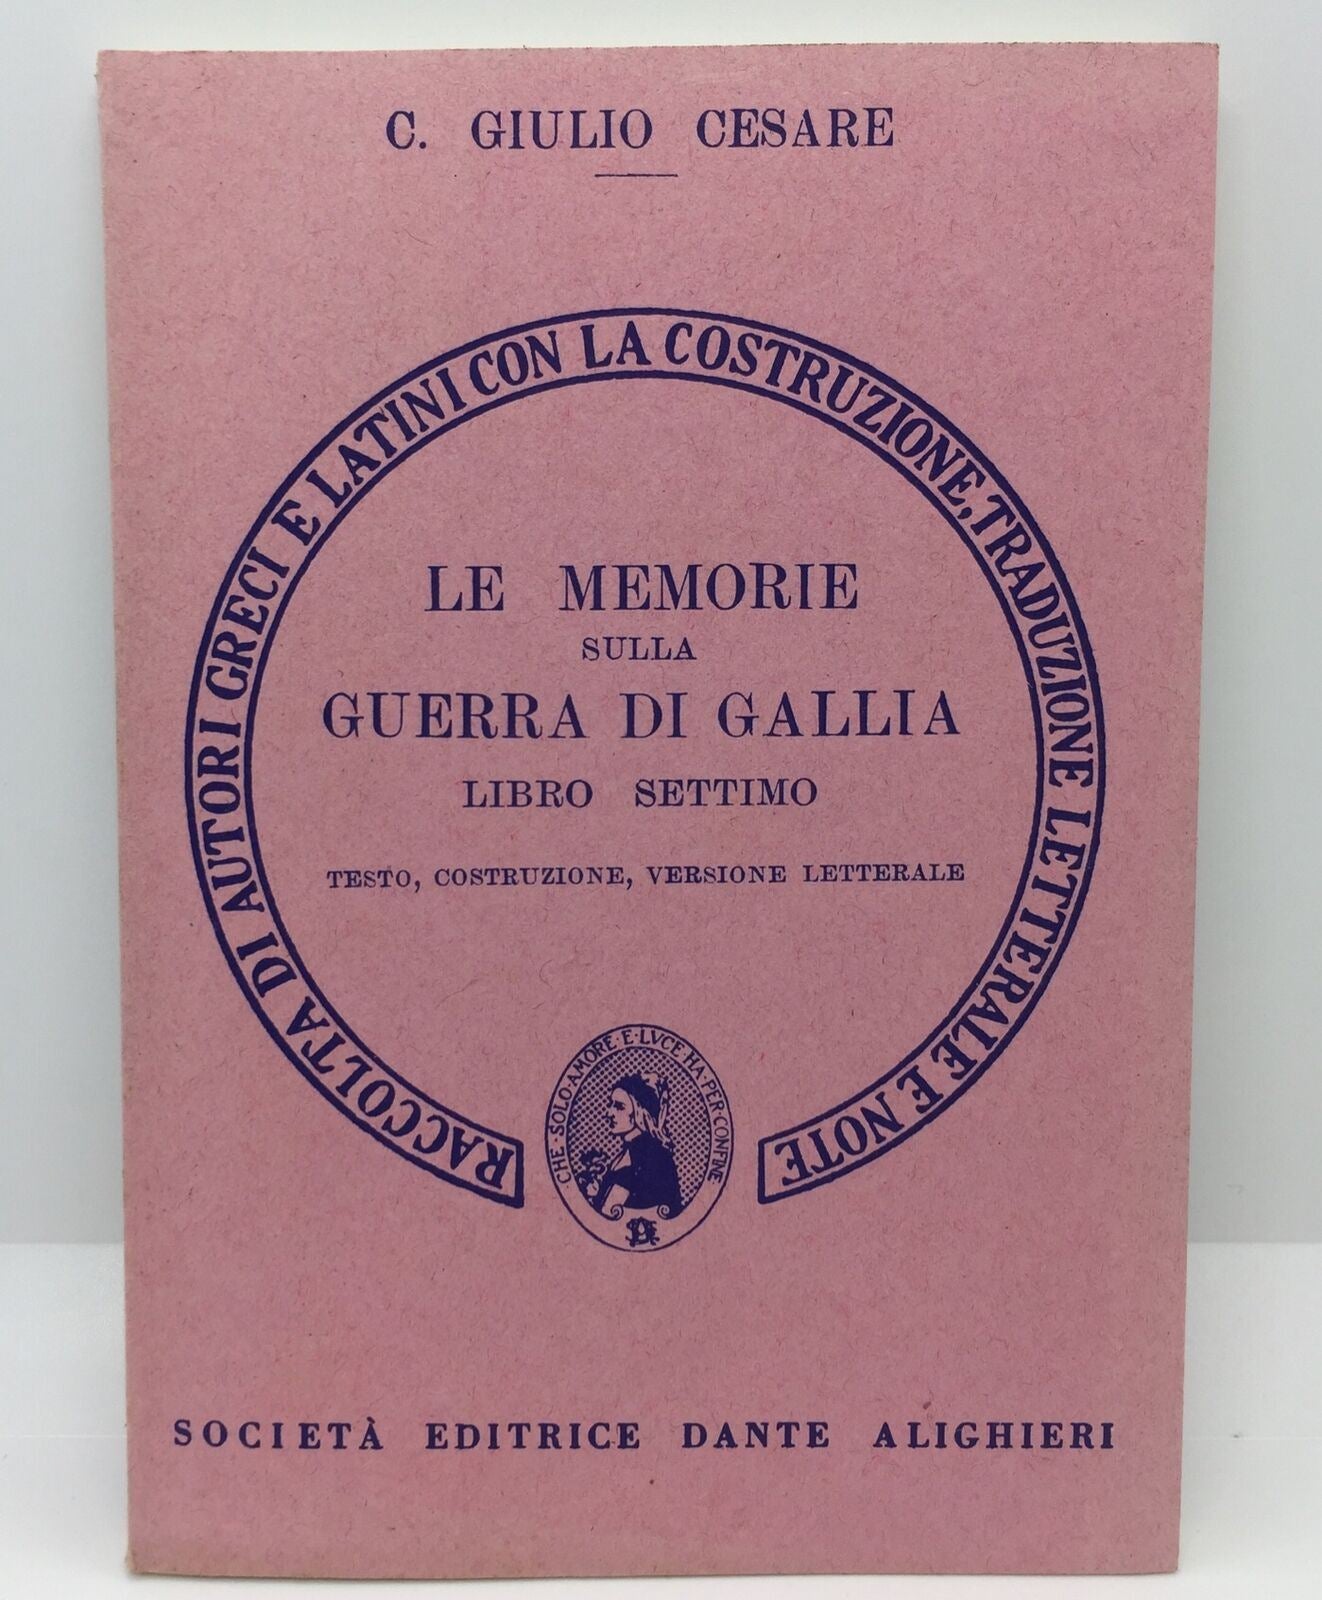 C. GIULIO CESARE
RACCOLTA DI AUTORI GRECI E LATINI CON LA COSTRUZIONE, TRADUZIONE LETTERALE E NOTE
LE MEMORIE
SULLA
GUERRA DI GALLIA
LIBRO SETTIMO
TESTO, COSTRUZIONE, VERSIONE LETTERALE
CHE·SOLO·AMORE·E·LVCE·HA·PER·CONFINE
SOCIETÀ EDITRICE DANTE ALIGHIERI